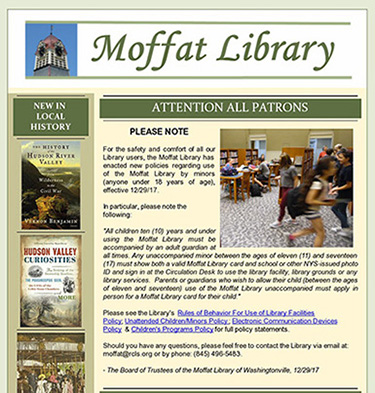 Moffat Library
NEW IN
LOCAL
HISTORY
THE HISTORY
HUDSON RIVER
VALLEY
Wilderness
Civil War
VERNON BENJAMIN
HUDSON VALLEY
CURIOSITIES
MORE
ATTENTION ALL PATRONS
PLEASE NOTE
For the safety and comfort of all our
Library users, the Moffat Library has
enacted new policies regarding use
of the Moffat Library by minors
(anyone under 18 years of age),
effective 12/29/17.
In particular, please note the
following:
"All children ten (10) years and under
using the Moffat Library must be
accompanied by an adult guardian at
all times. Any unaccompanied minor between the ages of eleven (11) and seventeen
(17) must show both a valid Moffat Library card and school or other NYS-issued photo
ID and sign in at the Circulation Desk to use the library facility, library grounds or any
library services. Parents or guardians who wish to allow their child (between the ages
of eleven and seventeen) use of the Moffat Library unaccompanied must apply in
person for a Moffat Library card for their child."
Please see the Library's Rules of Behavior For Use of Library Facilities
Policy; Unattended Children/Minors Policy; Electronic Communication Devices
Policy & Children's Programs Policy for full policy statements.
Should you have any questions, please feel free to contact the Library via email at:
moffat@rcls.org or by phone: (845) 496-5483.
- The Board of Trustees of the Moffat Library of Washingtonville, 12/29/17